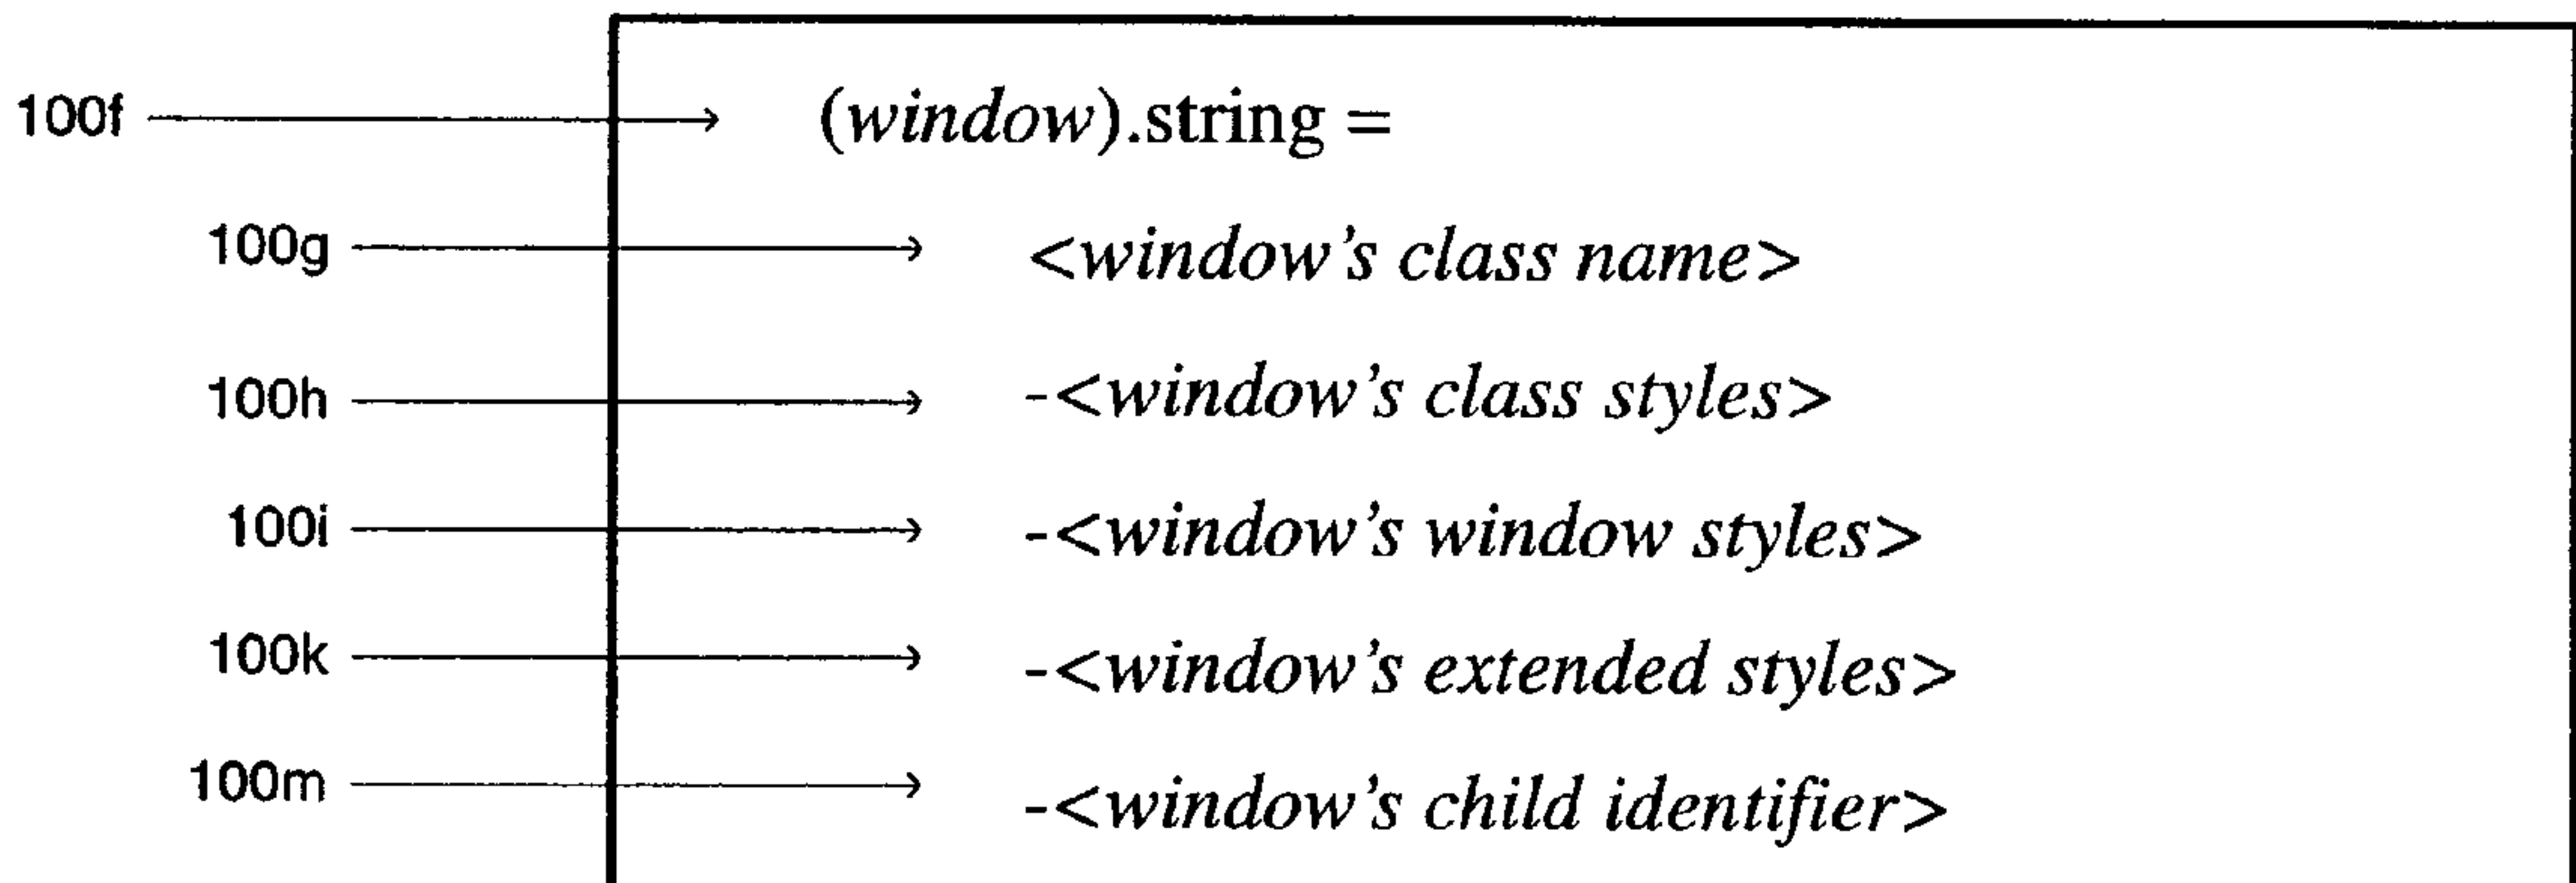 100f (window).string =
100g <window's class name>
100h -<window's class styles>
100i -<window's window styles>
100k -<window's extended styles>
100m -<window's child identifier>